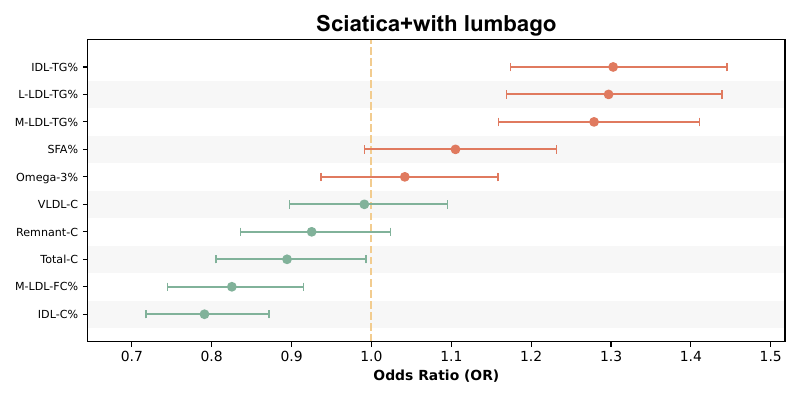 Sciatica+with lumbago
IDL-TG%
L-LDL-TG%
M-LDL-TG%
SFA%
Omega-3%
VLDL-C
Remnant-C
Total-C
M-LDL-FC%
IDL-C%
0.7 0.8 0.9 1.0 1.1 1.2 1.3 1.4 1.5
Odds Ratio (OR)